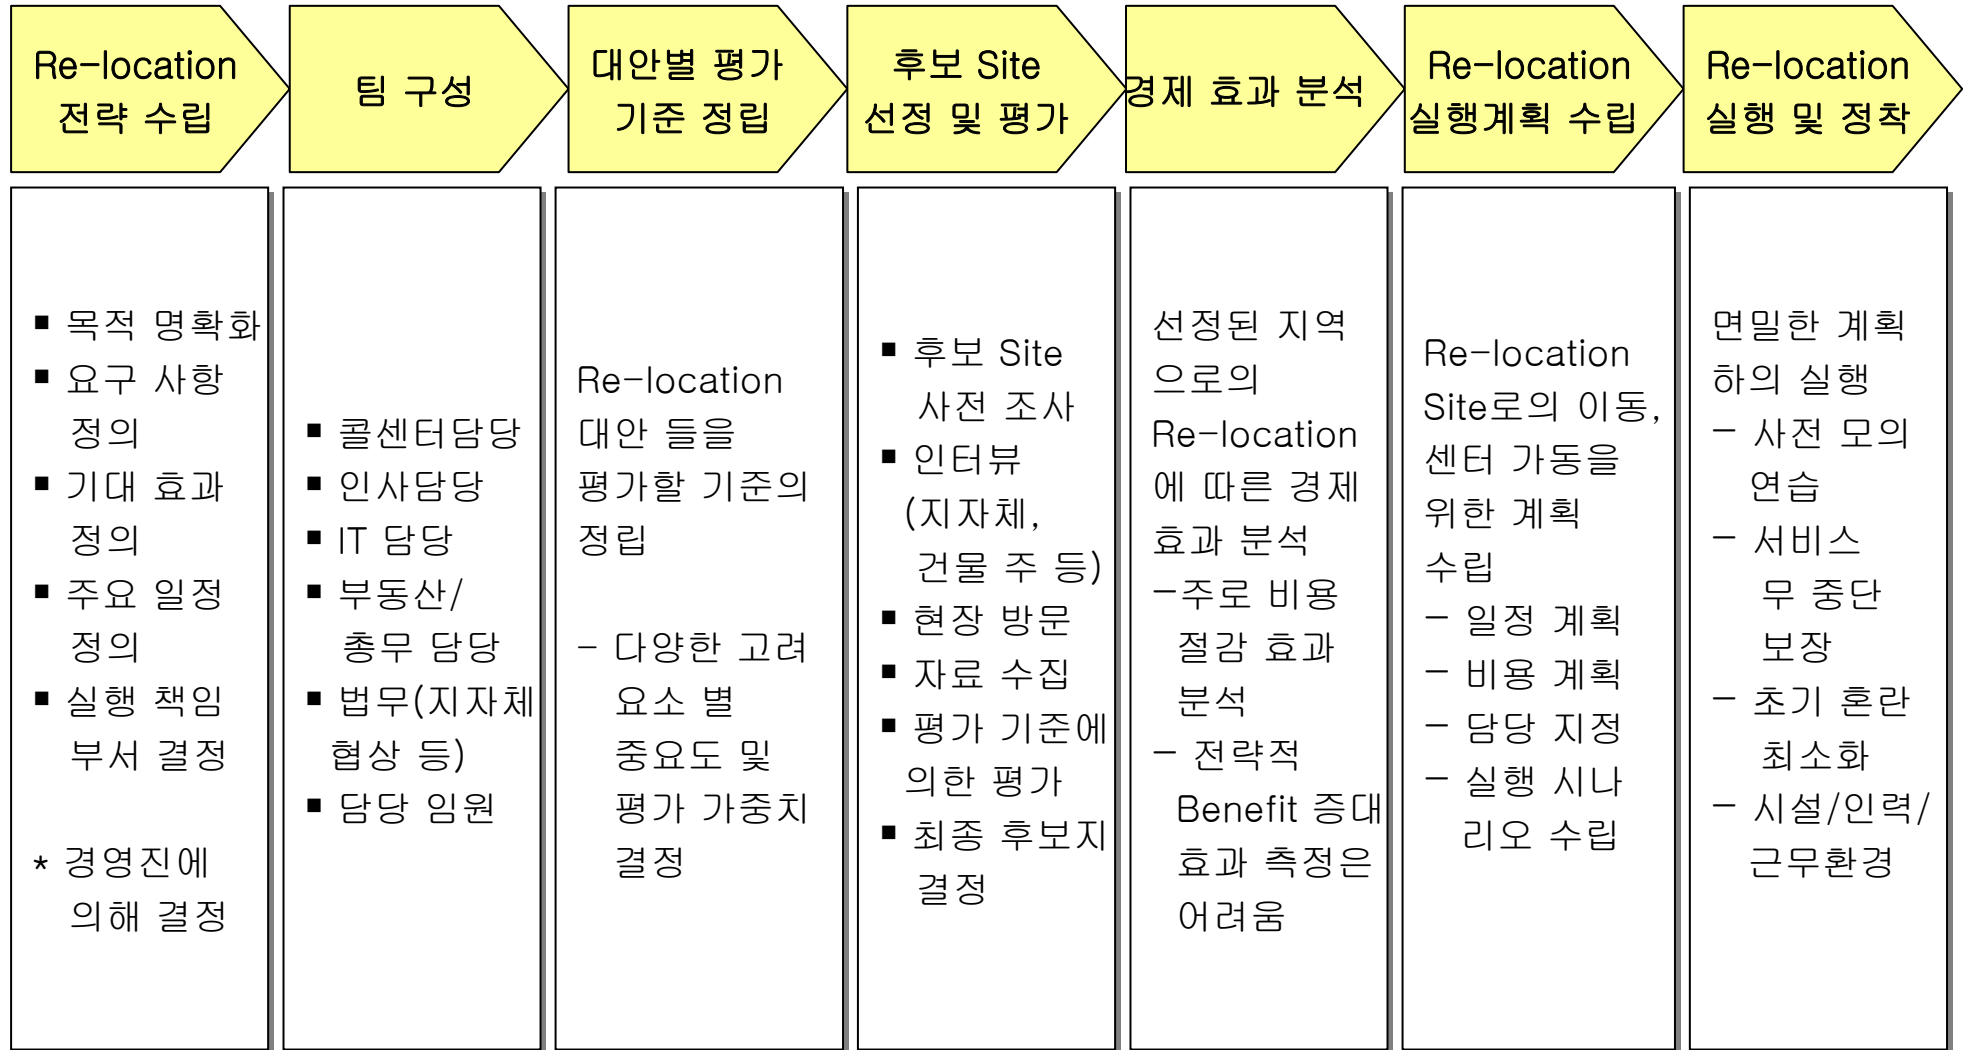 Re-location
전략 수립
팀 구성
대안별 평가
기준 정립
후보 Site
선정 및 평가
경제 효과 분석
Re-location
실행계획 수립
Re-location
실행 및 정착
▪ 목적 명확화
▪ 요구 사항
정의
▪ 기대 효과
정의
▪ 주요 일정
정의
▪ 실행 책임
부서 결정
* 경영진에
의해 결정
▪ 콜센터담당
▪ 인사담당
▪ IT 담당
▪ 부동산/
총무 담당
▪ 법무(지자체
협상 등)
▪ 담당 임원
Re-location
대안 들을
평가할 기준의
정립
- 다양한 고려
요소 별
중요도 및
평가 가중치
결정
▪ 후보 Site
사전 조사
▪ 인터뷰
(지자체,
건물 주 등)
▪ 현장 방문
▪ 자료 수집
▪ 평가 기준에
의한 평가
▪ 최종 후보지
결정
선정된 지역
으로의
Re-location
에 따른 경제
효과 분석
-주로 비용
절감 효과
분석
- 전략적
Benefit 증대
효과 측정은
어려움
Re-location
Site로의 이동,
센터 가동을
위한 계획
수립
- 일정 계획
- 비용 계획
- 담당 지정
- 실행 시나
리오 수립
면밀한 계획
하의 실행
- 사전 모의
연습
- 서비스
무 중단
보장
- 초기 혼란
최소화
- 시설/인력/
근무환경